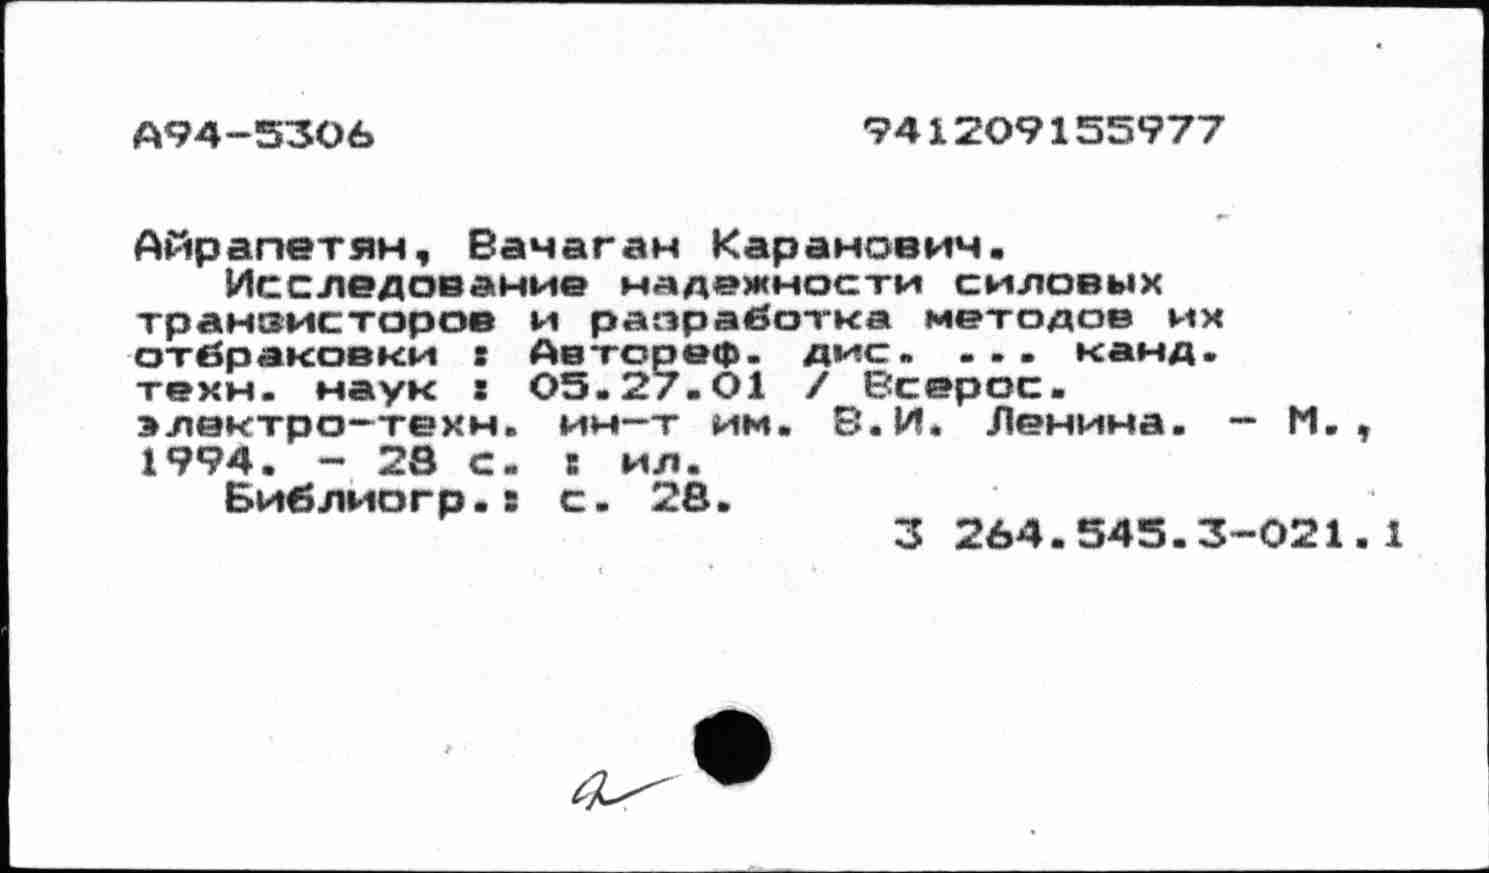 А94-5306 941209155977
Айрапетян, Вачаган Каранович.
Исследование надежности силовых
транзисторов и разработка методов их
отбраковки : Автореф. дис. ... канд.
техн. наук : 05.27.01 / Всерос.
электро-техн. ин-т им. В.И. Ленина. - М.,
1994. - 28 с. : ил.
Библиогр.: с. 28.
З 264.545.3-021.1